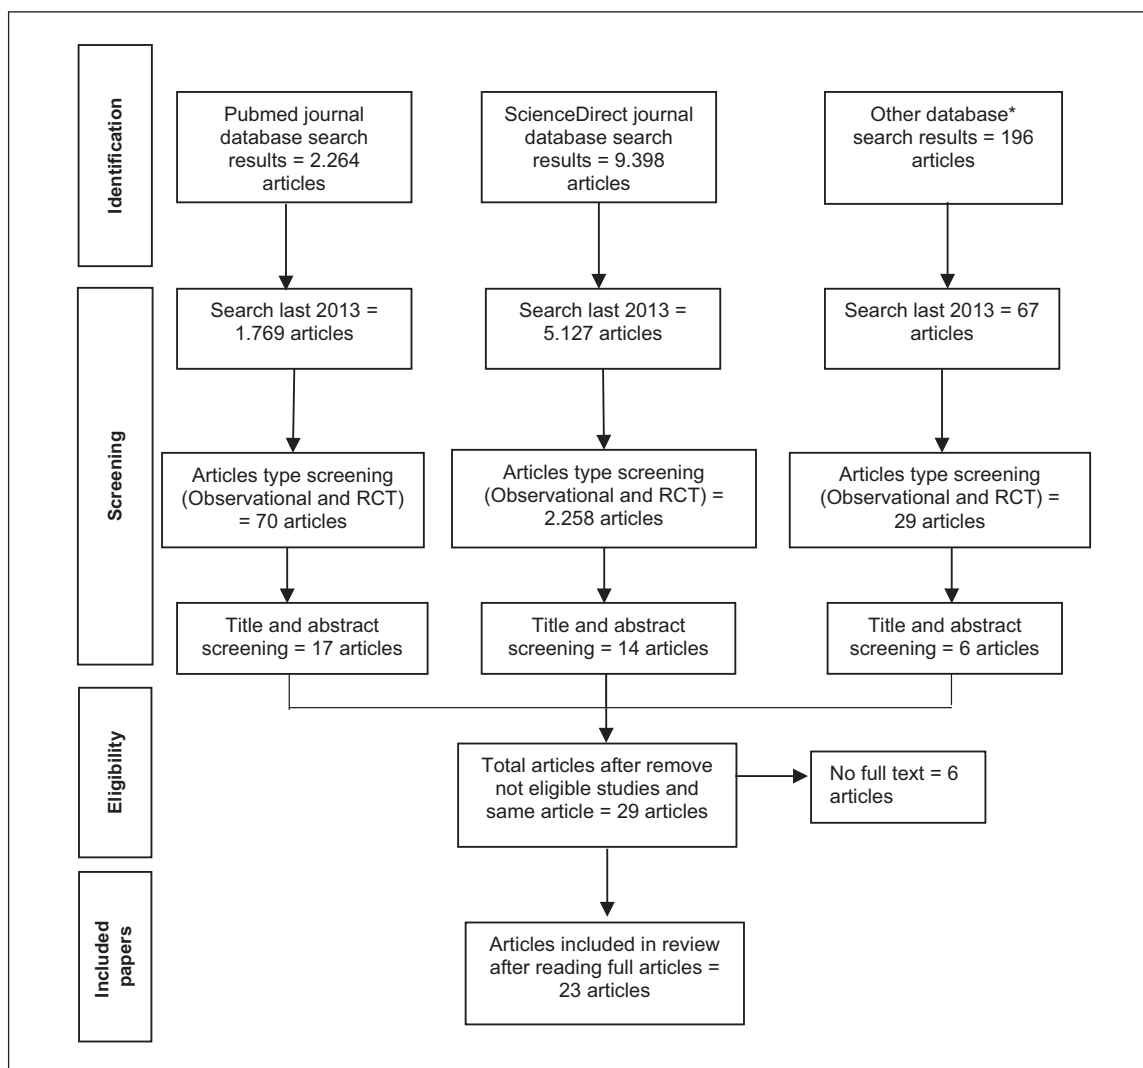 Identification
Pubmed journal
database search
results = 2.264
articles
ScienceDirect journal
database search
results = 9.398
articles
Other database*
search results = 196
articles
Screening
Search last 2013 =
1.769 articles
Search last 2013 =
5.127 articles
Search last 2013 = 67
articles
Articles type screening
(Observational and RCT)
= 70 articles
Articles type screening
(Observational and RCT) =
2.258 articles
Articles type screening
(Observational and RCT) =
29 articles
Title and abstract
screening = 17 articles
Title and abstract
screening = 14 articles
Title and abstract
screening = 6 articles
Eligibility
Total articles after remove
not eligible studies and
same article = 29 articles
No full text = 6
articles
Included
papers
Articles included in review
after reading full articles =
23 articles